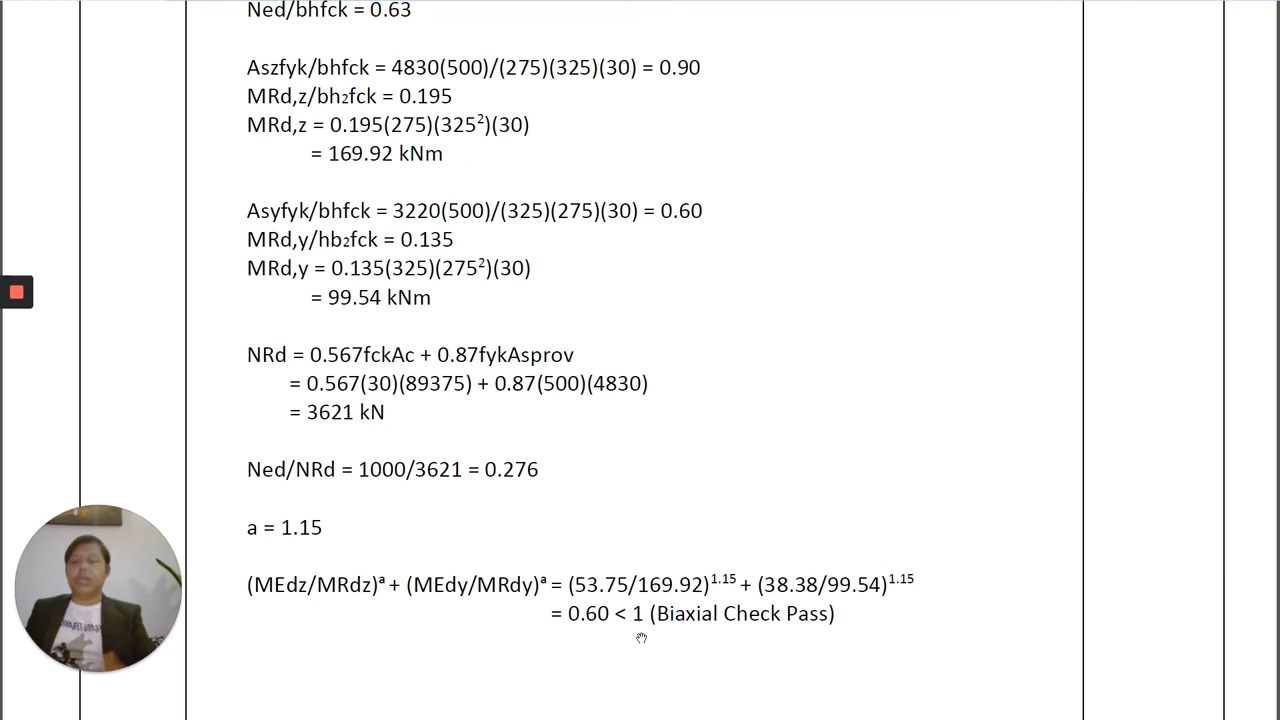 Ned/bhfck = 0.63
Aszfyk/bhfck = 4830(500)/(275)(325)(30) = 0.90
MRd,z/bh₂fck = 0.195
MRd,z = 0.195(275)(325²)(30)
= 169.92 kNm
Asyfyk/bhfck = 3220(500)/(325)(275)(30) = 0.60
MRd,y/hb₂fck = 0.135
MRd,y = 0.135(325)(275²)(30)
= 99.54 kNm
NRd = 0.567fckAc + 0.87fykAsprov
= 0.567(30)(89375) + 0.87(500)(4830)
= 3621 kN
Ned/NRd = 1000/3621 = 0.276
a = 1.15
(MEdz/MRdz)ᵃ + (MEdy/MRdy)ᵃ = (53.75/169.92)¹·¹⁵ + (38.38/99.54)¹·¹⁵
= 0.60 < 1 (Biaxial Check Pass)